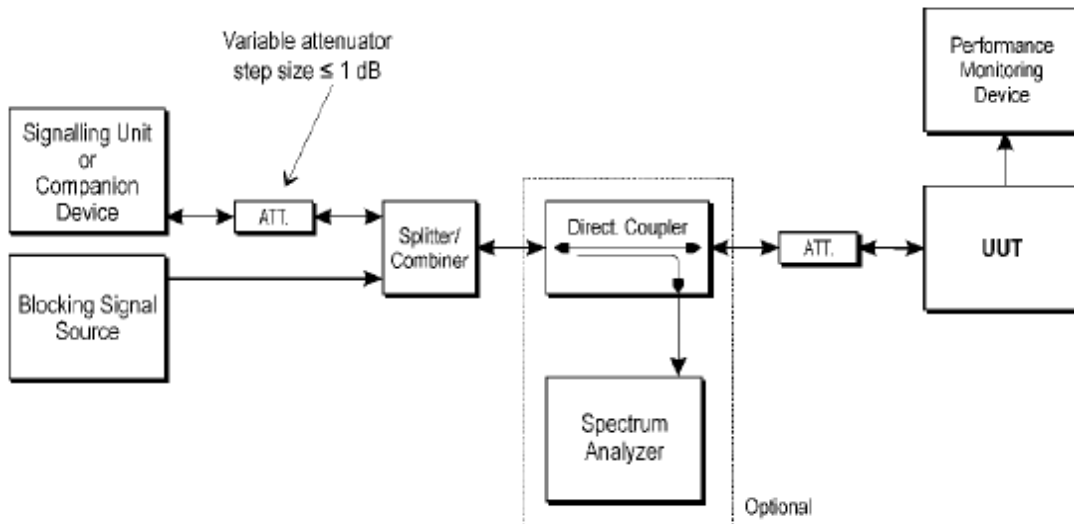 Variable attenuator
step size ≤ 1 dB
Performance
Monitoring
Device
Signalling Unit
or
Companion
Device
ATT.
Splitter/
Combiner
Direct. Coupler
ATT.
UUT
Blocking Signal
Source
Spectrum
Analyzer
Optional